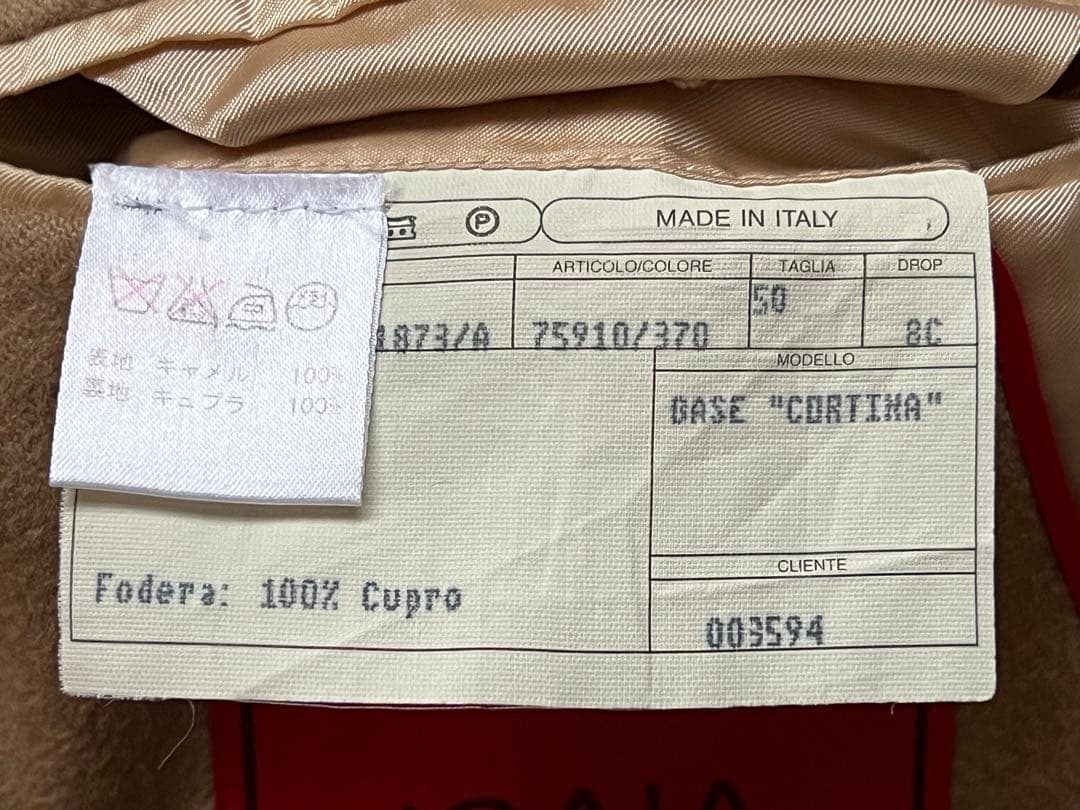 P
MADE IN ITALY
ARTICOLO/COLORE
TAGLIA
DROP
1873/A
75910/370
50
8C
MODELLO
BASE "CORTINA"
CLIENTE
003594
Fodera: 100% Cupro
表地 キャメル 100%
裏地 キュプラ 100%